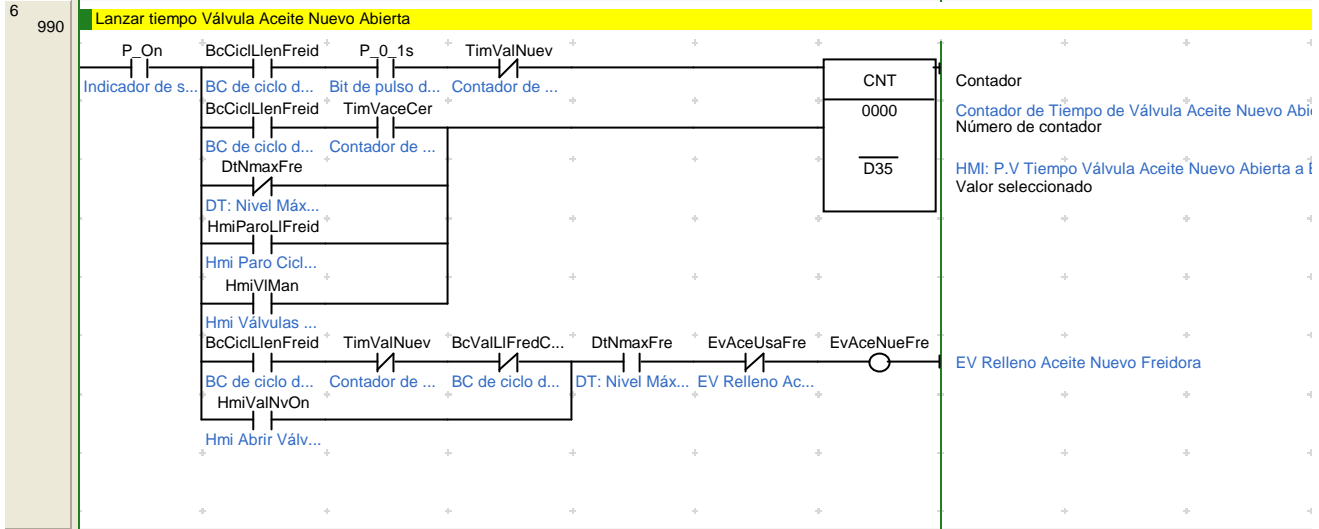 6
990
Lanzar tiempo Válvula Aceite Nuevo Abierta
P_On BcCiclLlenFreid P_0_1s TimValNuev
Indicador de s... BC de ciclo d... Bit de pulso d... Contador de ...
CNT Contador
BcCiclLlenFreid TimVaceCer
0000 Contador de Tiempo de Válvula Aceite Nuevo Abi
Número de contador
BC de ciclo d... Contador de ...
DtNmaxFre
D35 HMI: P.V Tiempo Válvula Aceite Nuevo Abierta a
Valor seleccionado
DT: Nivel Máx...
HmiParoLlFreid
Hmi Paro Cicl...
HmiVlMan
Hmi Válvulas ...
BcCiclLlenFreid TimValNuev BcValLlFredC... DtNmaxFre EvAceUsaFre EvAceNueFre
EV Relleno Aceite Nuevo Freidora
BC de ciclo d... Contador de ... BC de ciclo d... DT: Nivel Máx... EV Relleno Ac...
HmiValNvOn
Hmi Abrir Válv...